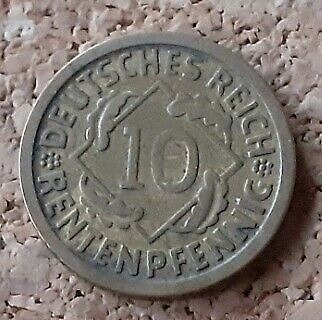 DEUTSCHES REICH
10
RENTENPFENNIG